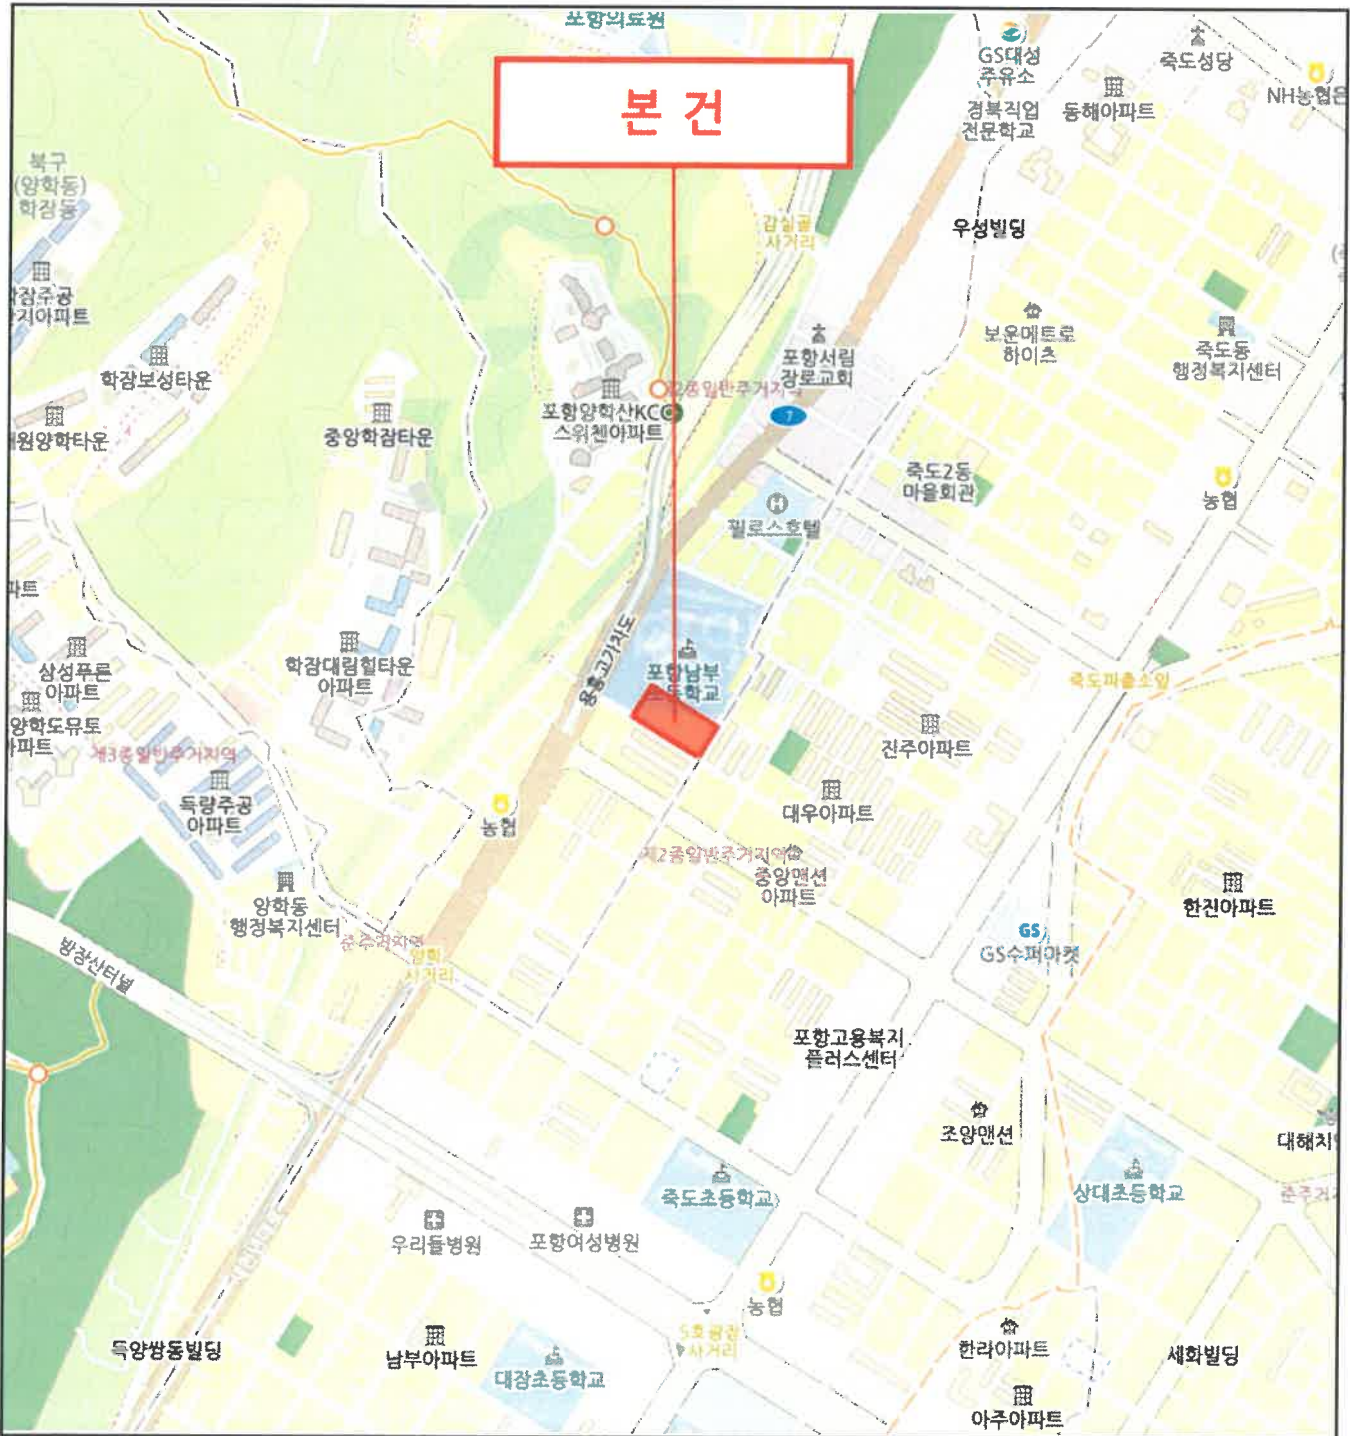 포항의료원
본 건
GS대성
주유소
경북직업
전문학교
죽도성당
동해아파트
NH농협은
북구
(양학동)
학잠동
감실골
사거리
우성빌딩
학잠주공
지아파트
학잠보성타운
중앙학잠타운
포항양학산KCC
스위첸아파트
2종일반주거지역
포항서림
장로교회
7
보운메트로
하이츠
죽도동
행정복지센터
원양학타운
죽도2동
마을회관
농협
필로스호텔
파트
상성푸른
아파트
학잠대림힐타운
아파트
용흥고가차도
포항남부
초등학교
죽도파출소앞
양학도뮤토
아파트
제3종일반주거지역
진주아파트
득량주공
아파트
농협
대우아파트
제2종일반주거지역
중앙맨션
아파트
양학동
행정복지센터
한진아파트
준주거지역
양학
사거리
GS
GS수퍼마켓
방장산터널
포항고용복지
플러스센터
조양맨션
대해치
죽도초등학교
상대초등학교
준주거
우리들병원
포항여성병원
농협
득양쌍동빌딩
남부아파트
대잠초등학교
5호광장
사거리
한라아파트
세화빌딩
아주아파트